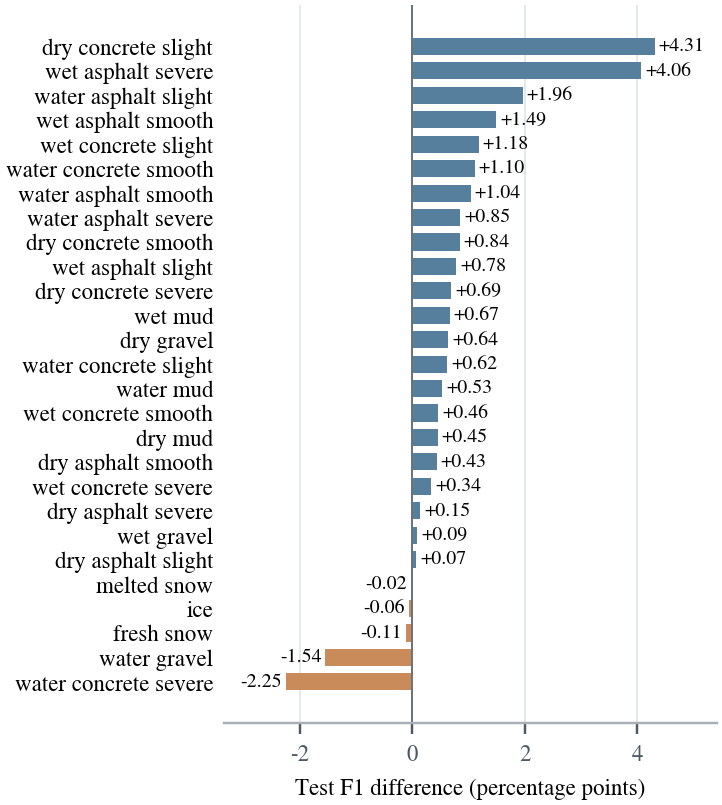 dry concrete slight +4.31
wet asphalt severe +4.06
water asphalt slight +1.96
wet asphalt smooth +1.49
wet concrete slight +1.18
water concrete smooth +1.10
water asphalt smooth +1.04
water asphalt severe +0.85
dry concrete smooth +0.84
wet asphalt slight +0.78
dry concrete severe +0.69
wet mud +0.67
dry gravel +0.64
water concrete slight +0.62
water mud +0.53
wet concrete smooth +0.46
dry mud +0.45
dry asphalt smooth +0.43
wet concrete severe +0.34
dry asphalt severe +0.15
wet gravel +0.09
dry asphalt slight +0.07
melted snow -0.02
ice -0.06
fresh snow -0.11
water gravel -1.54
water concrete severe -2.25
-2 0 2 4
Test F1 difference (percentage points)